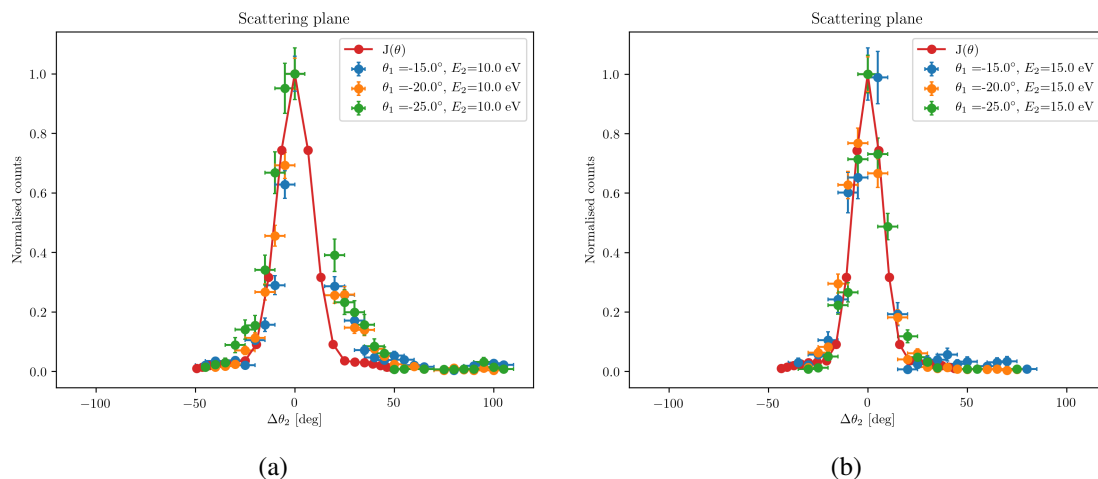 Scattering plane
Normalised counts
1.0
0.8
0.6
0.4
0.2
0.0
J(θ)
θ₁ =-15.0°, E₂=10.0 eV
θ₁ =-20.0°, E₂=10.0 eV
θ₁ =-25.0°, E₂=10.0 eV
−100 −50 0 50 100
Δθ₂ [deg]
(a)
Scattering plane
Normalised counts
1.0
0.8
0.6
0.4
0.2
0.0
J(θ)
θ₁ =-15.0°, E₂=15.0 eV
θ₁ =-20.0°, E₂=15.0 eV
θ₁ =-25.0°, E₂=15.0 eV
−100 −50 0 50 100
Δθ₂ [deg]
(b)